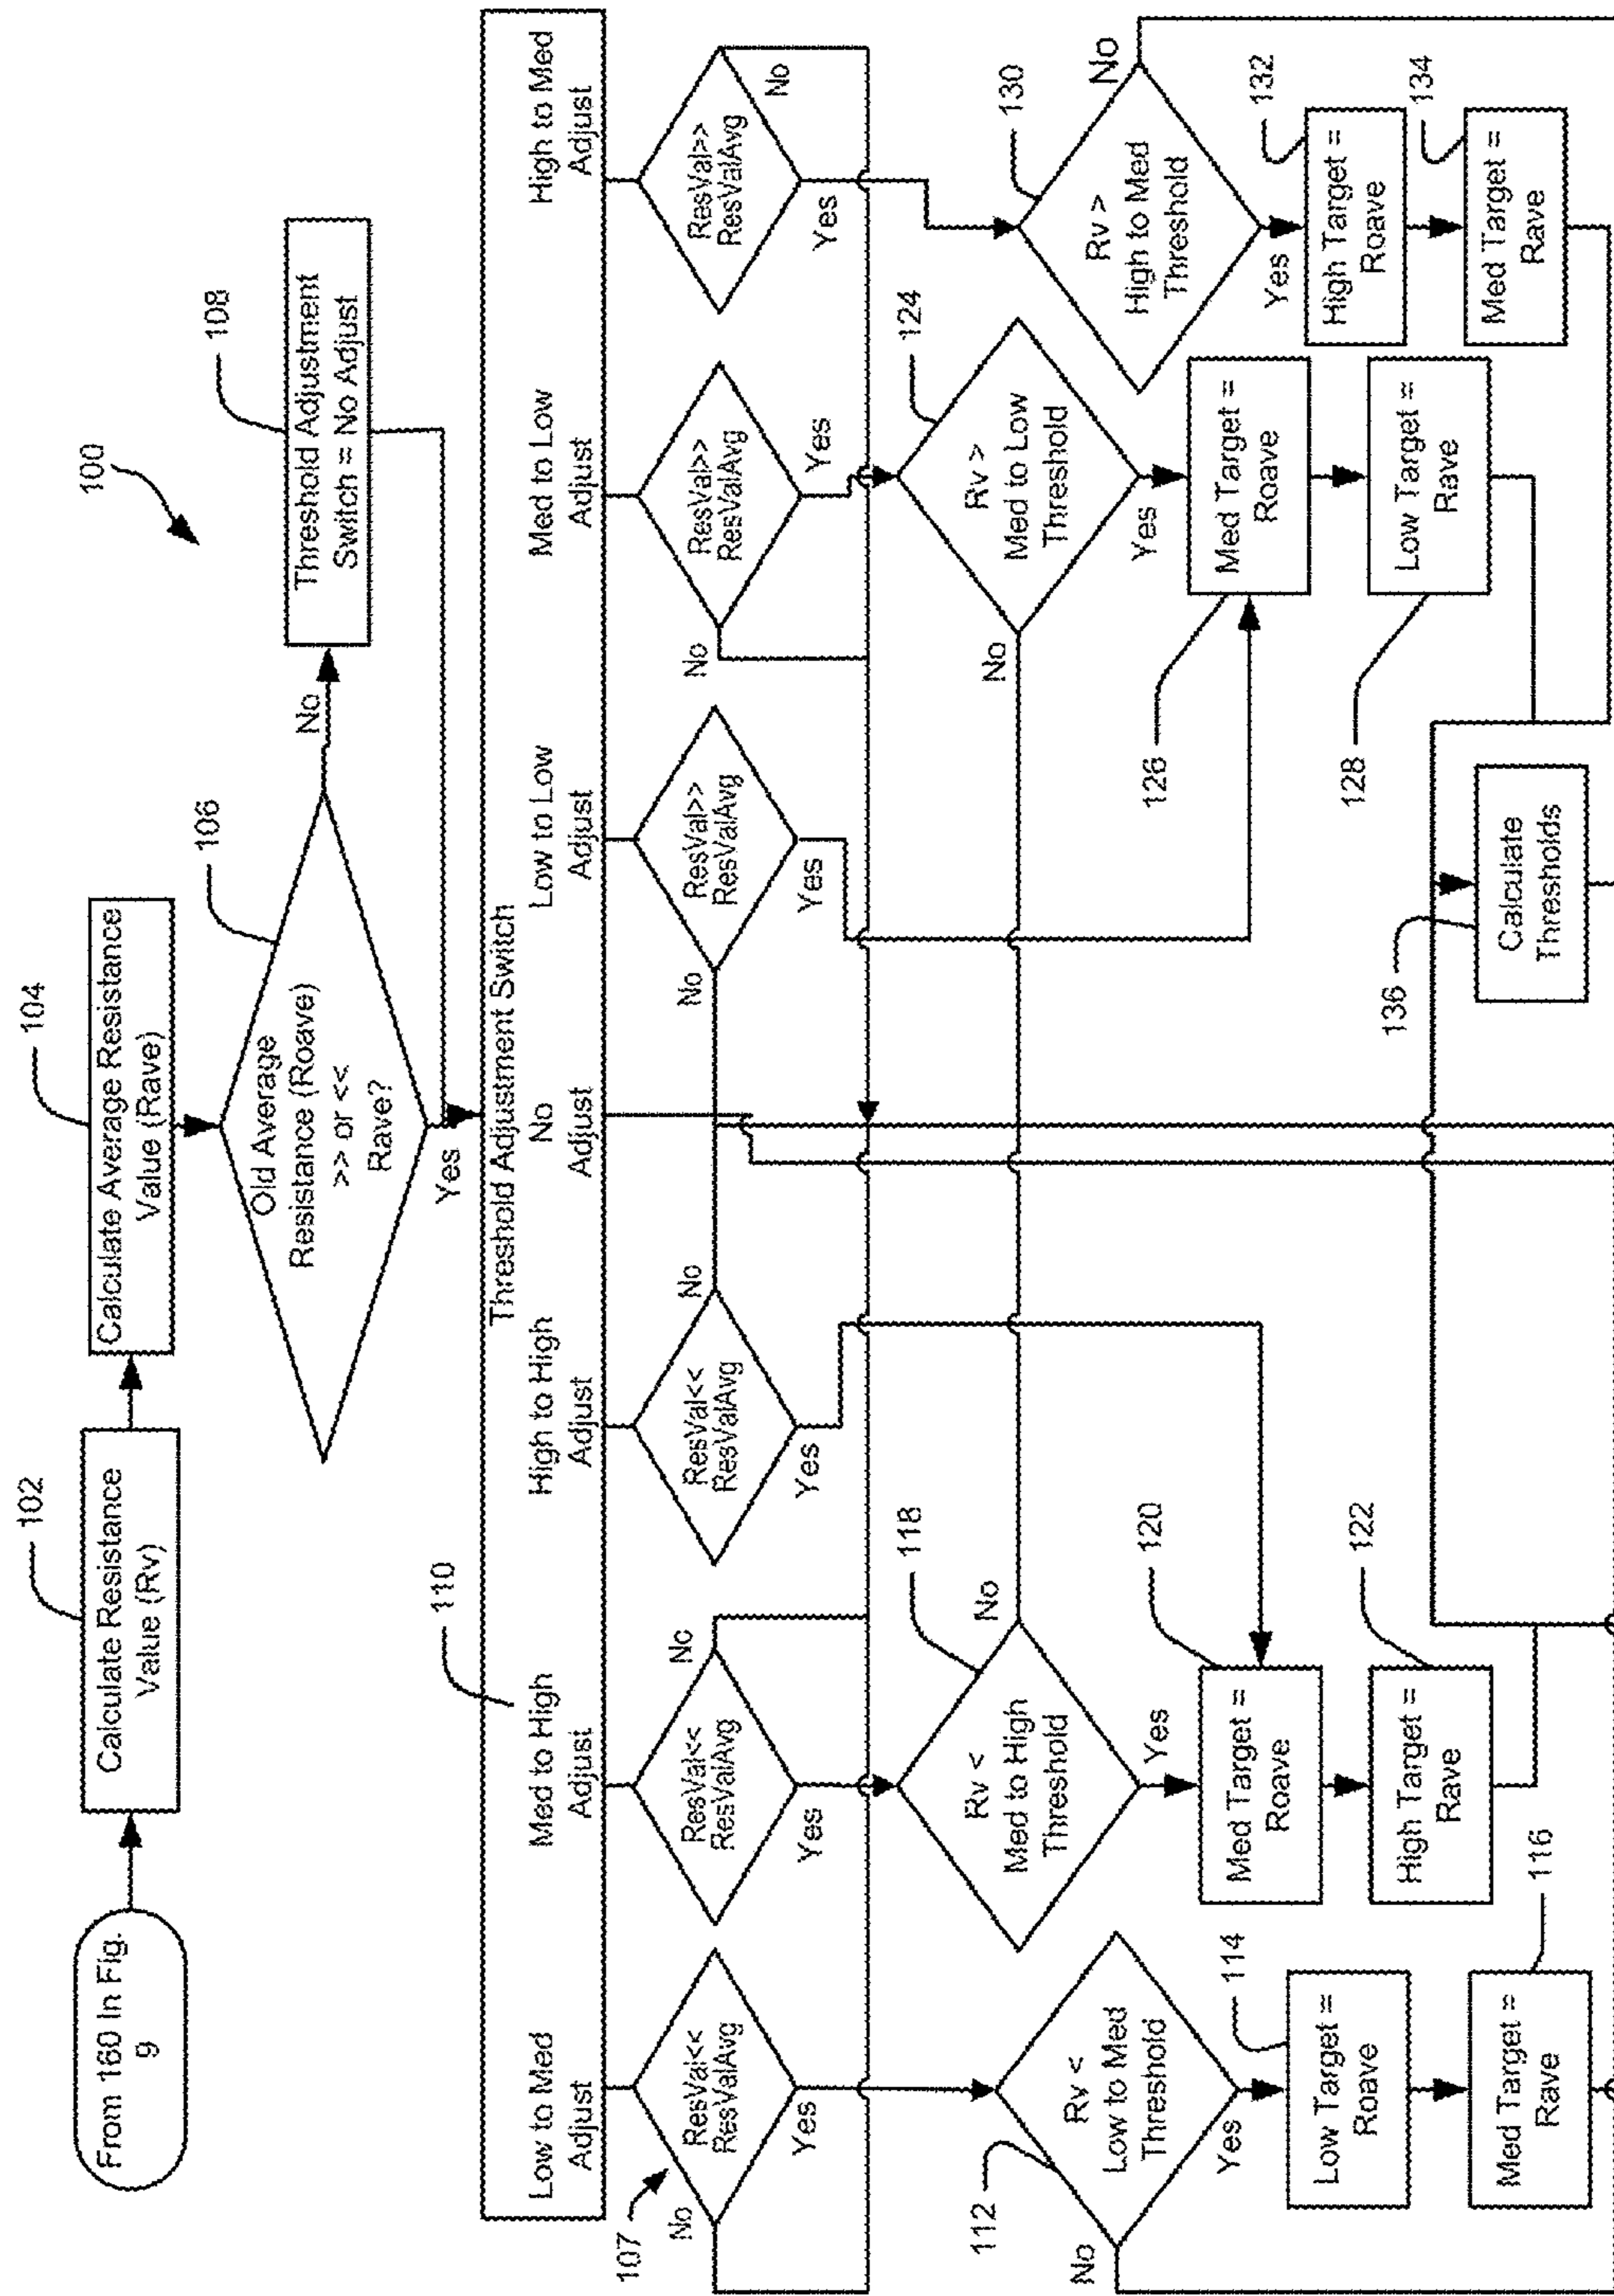 100
From 160 In Fig.
9
102
Calculate Resistance
Value (Rv)
104
Calculate Average Resistance
Value (Rave)
106
Old Average
Resistance (Roave)
>> or <<
Rave?
No
Yes
108
Threshold Adjustment
Switch = No Adjust
110
Threshold Adjustment Switch
Low to Med
Adjust
Med to High
Adjust
High to High
Adjust
No
Adjust
Low to Low
Adjust
Med to Low
Adjust
High to Med
Adjust
107
ResVal<<
ResValAvg
No
Yes
ResVal<<
ResValAvg
No
Yes
ResVal<<
ResValAvg
No
Yes
ResVal>>
ResValAvg
No
Yes
ResVal>>
ResValAvg
No
Yes
ResVal>>
ResValAvg
No
Yes
112
Rv <
Low to Med
Threshold
No
Yes
114
Low Target =
Roave
116
Med Target =
Rave
118
Rv <
Med to High
Threshold
No
Yes
120
Med Target =
Roave
122
High Target =
Rave
124
Rv >
Med to Low
Threshold
No
Yes
126
Med Target =
Roave
128
Low Target =
Rave
130
Rv >
High to Med
Threshold
No
Yes
132
High Target =
Roave
134
Med Target =
Rave
136
Calculate
Thresholds